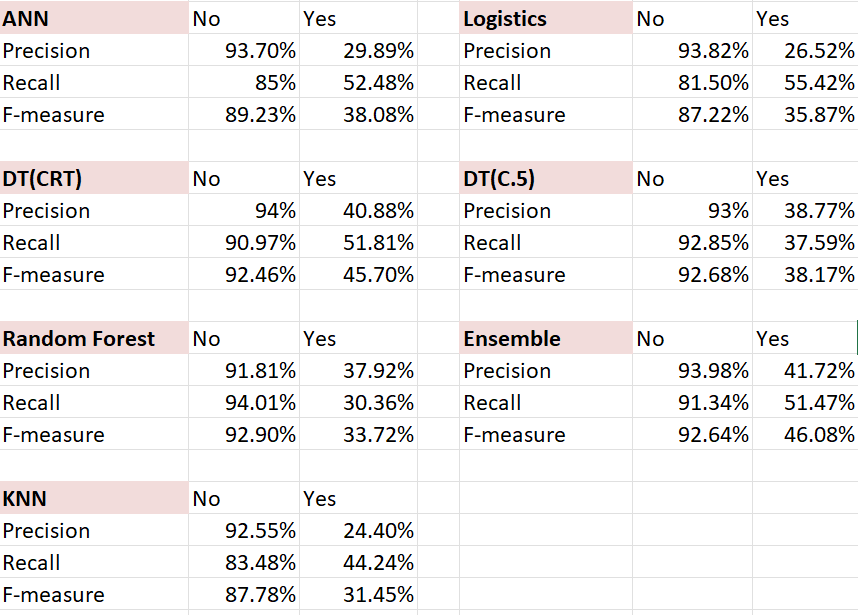 ANN No Yes Logistics No Yes
Precision 93.70% 29.89% Precision 93.82% 26.52%
Recall 85% 52.48% Recall 81.50% 55.42%
F-measure 89.23% 38.08% F-measure 87.22% 35.87%
DT(CRT) No Yes DT(C.5) No Yes
Precision 94% 40.88% Precision 93% 38.77%
Recall 90.97% 51.81% Recall 92.85% 37.59%
F-measure 92.46% 45.70% F-measure 92.68% 38.17%
Random Forest No Yes Ensemble No Yes
Precision 91.81% 37.92% Precision 93.98% 41.72%
Recall 94.01% 30.36% Recall 91.34% 51.47%
F-measure 92.90% 33.72% F-measure 92.64% 46.08%
KNN No Yes
Precision 92.55% 24.40%
Recall 83.48% 44.24%
F-measure 87.78% 31.45%